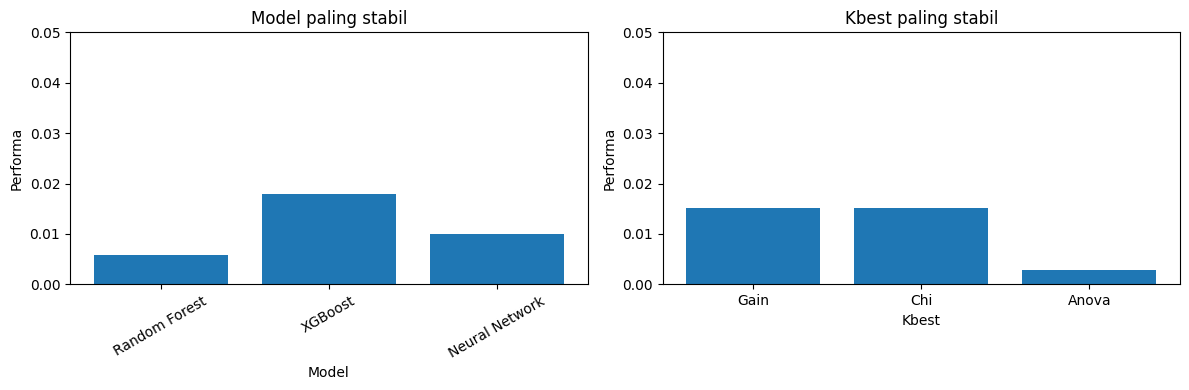 Model paling stabil
0.05
0.04
0.03
0.02
0.01
0.00
Performa
Random Forest
XGBoost
Neural Network
Model
Kbest paling stabil
0.05
0.04
0.03
0.02
0.01
0.00
Performa
Gain
Chi
Anova
Kbest